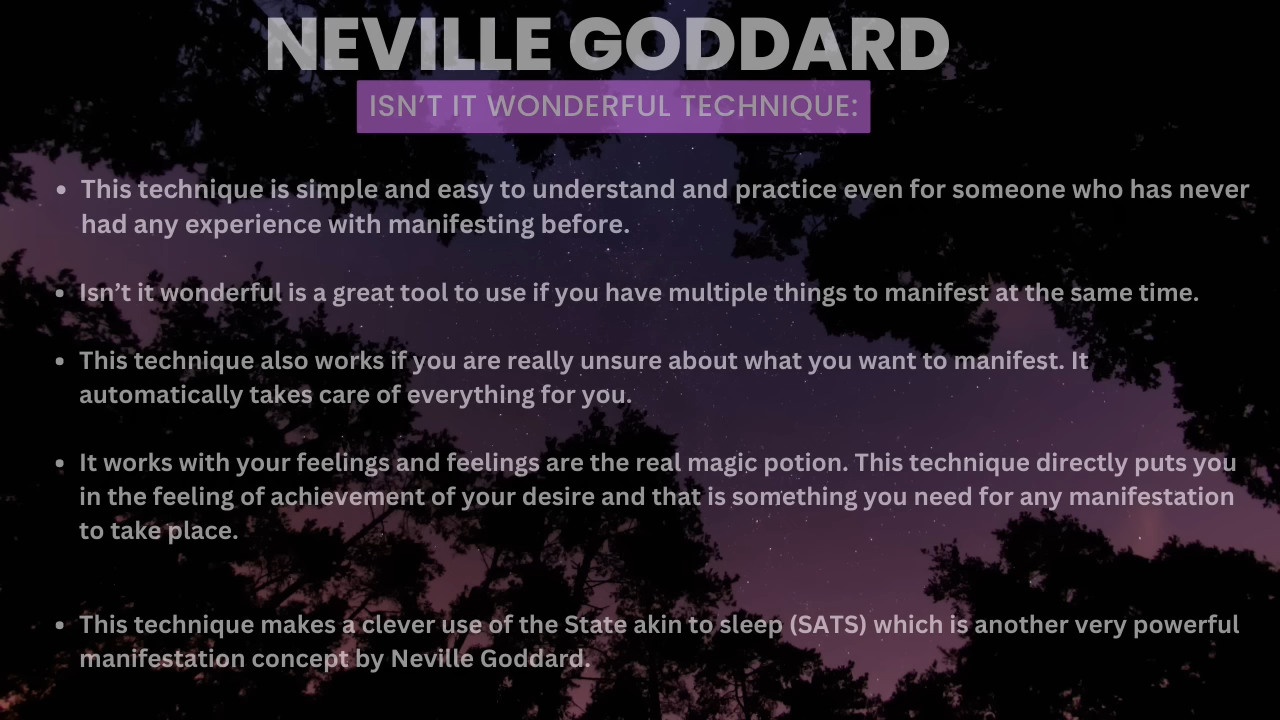 NEVILLE GODDARD
ISN’T IT WONDERFUL TECHNIQUE:
• This technique is simple and easy to understand and practice even for someone who has never
had any experience with manifesting before.
• Isn’t it wonderful is a great tool to use if you have multiple things to manifest at the same time.
• This technique also works if you are really unsure about what you want to manifest. It
automatically takes care of everything for you.
• It works with your feelings and feelings are the real magic potion. This technique directly puts you
in the feeling of achievement of your desire and that is something you need for any manifestation
to take place.
• This technique makes a clever use of the State akin to sleep (SATS) which is another very powerful
manifestation concept by Neville Goddard.